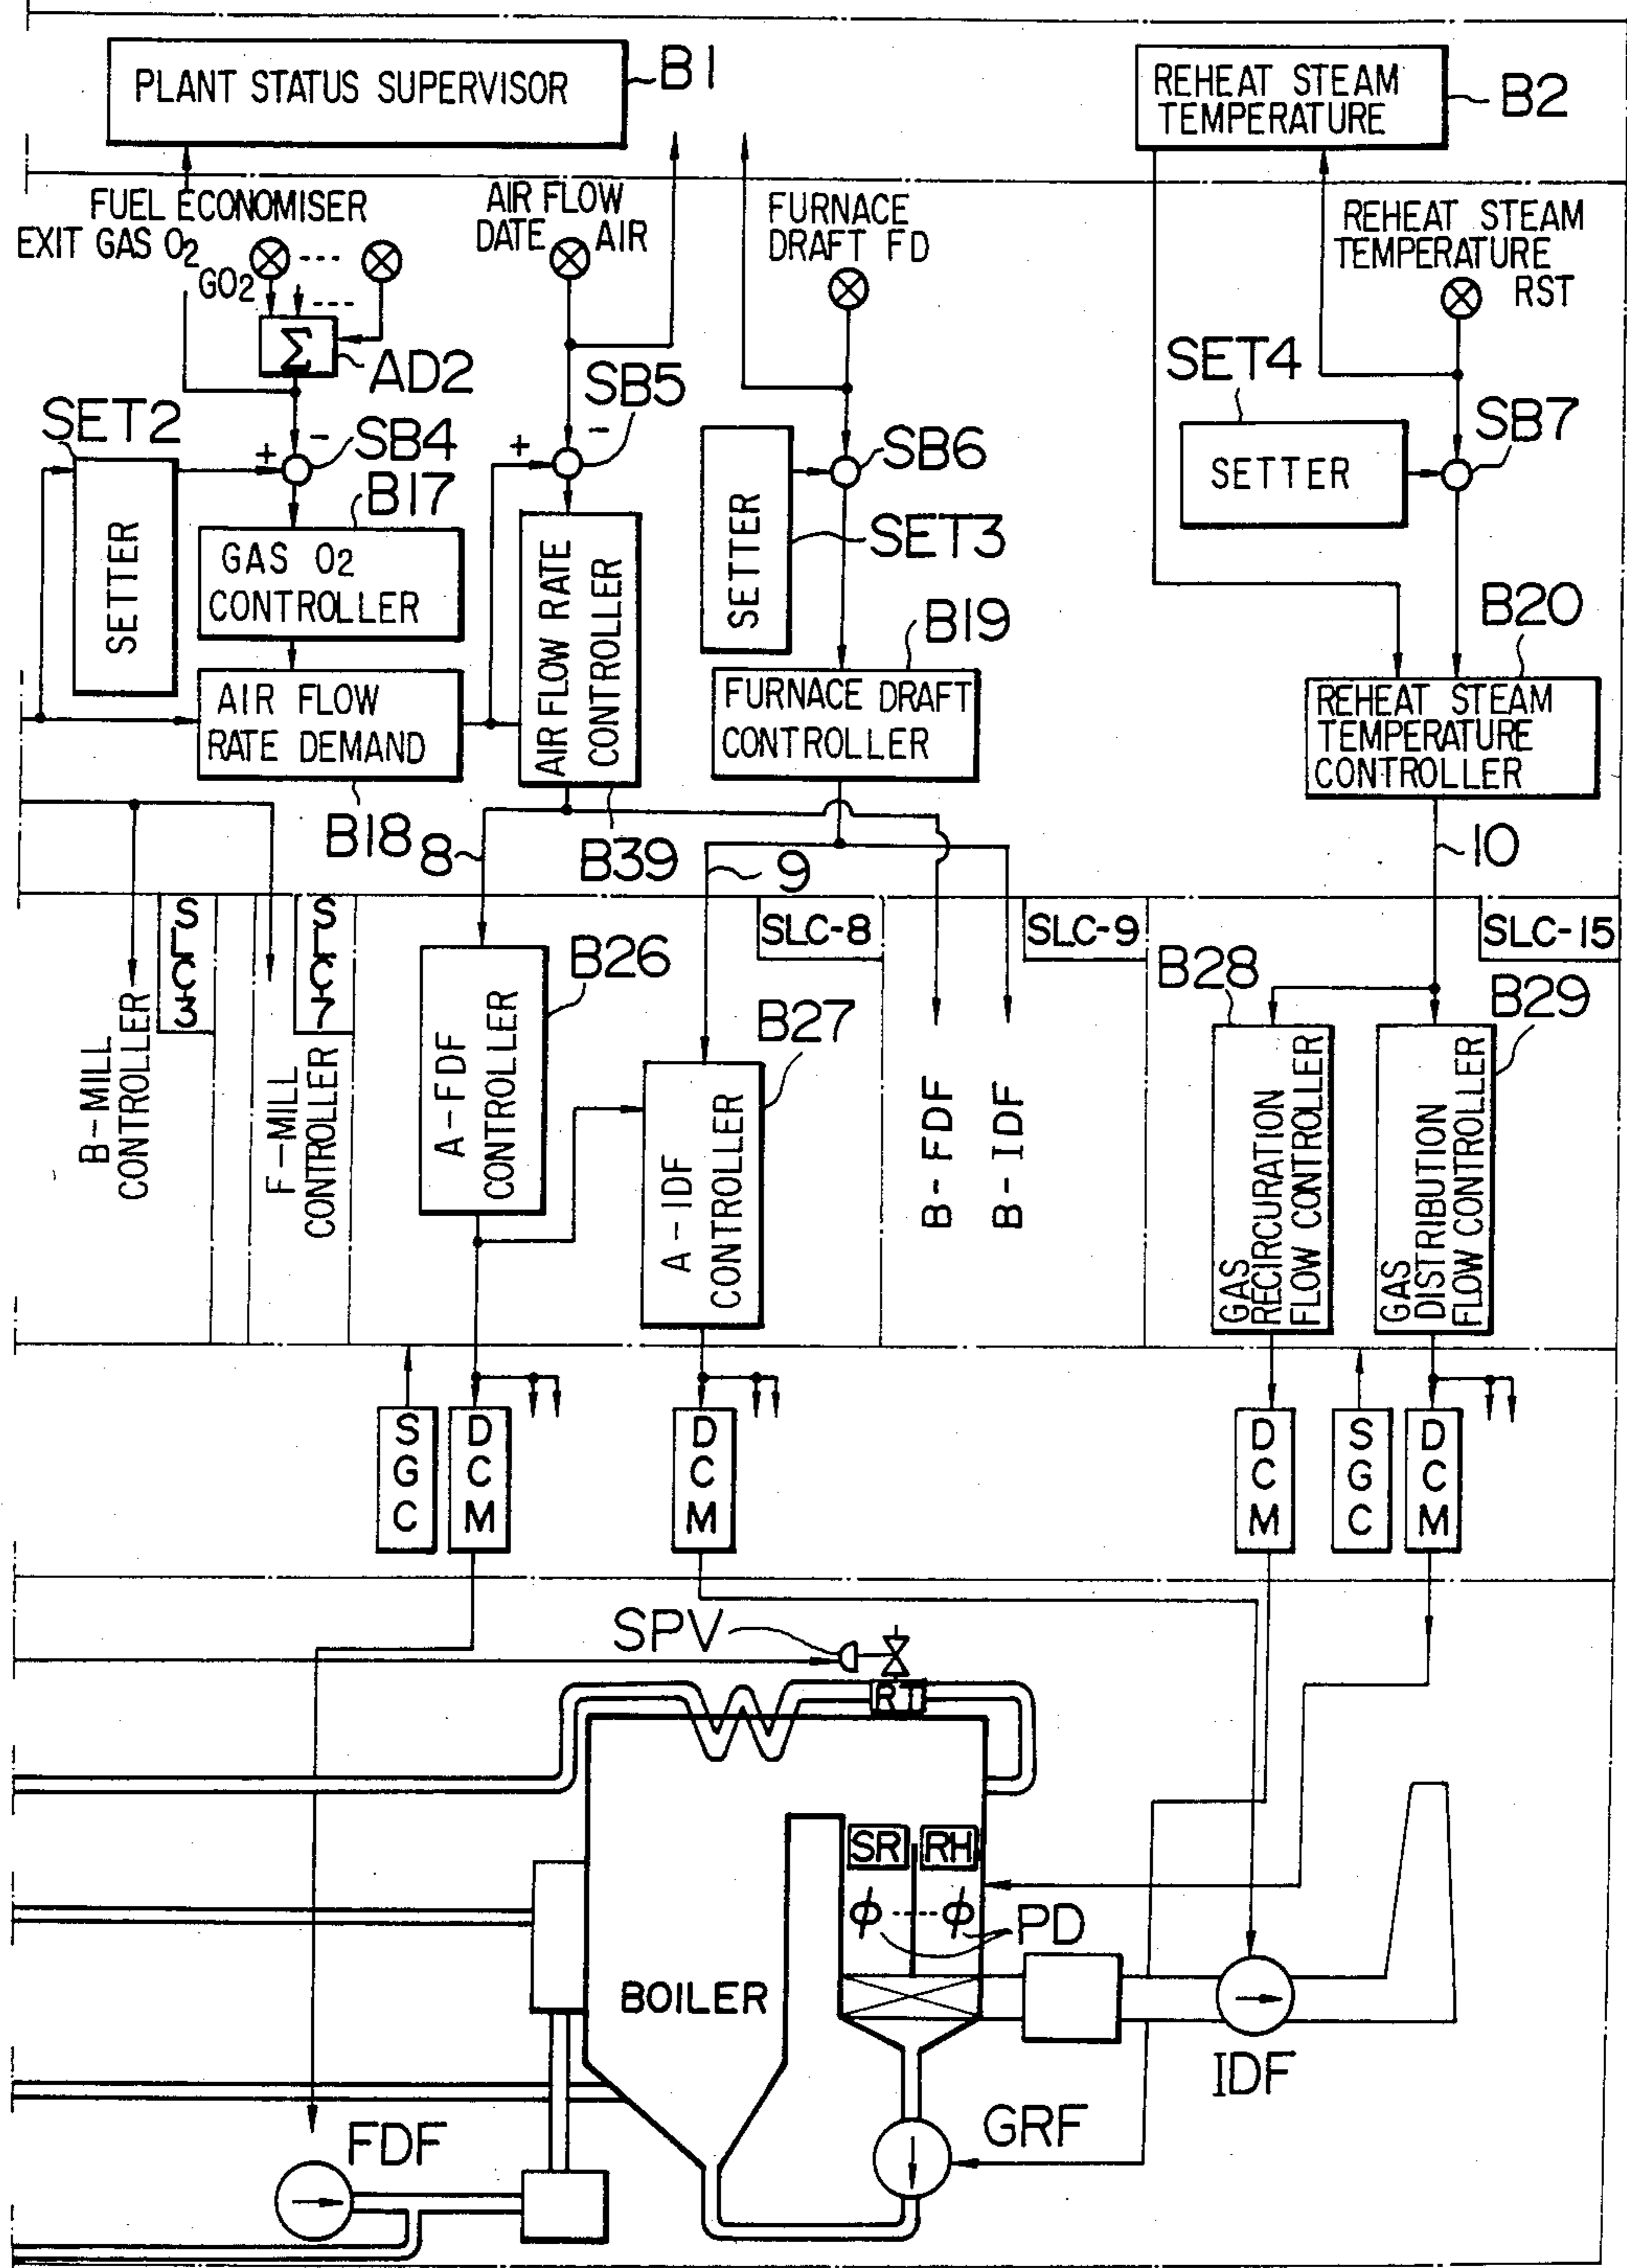 PLANT STATUS SUPERVISOR
B1
REHEAT STEAM
TEMPERATURE
B2
FUEL ECONOMISER
EXIT GAS O2
GO2
AIR FLOW
DATE AIR
FURNACE
DRAFT FD
REHEAT STEAM
TEMPERATURE
RST
Σ
AD2
SET2
+
-
SB4
SB5
+
-
SB6
SET4
SETTER
SB7
B17
SETTER
GAS O2
CONTROLLER
AIR FLOW RATE
CONTROLLER
SETTER
SET3
B19
B20
AIR FLOW
RATE DEMAND
FURNACE DRAFT
CONTROLLER
REHEAT STEAM
TEMPERATURE
CONTROLLER
B18
8
B39
9
10
SLC-3
SLC-7
SLC-8
SLC-9
SLC-15
B-MILL
CONTROLLER
F-MILL
CONTROLLER
A-FDF
CONTROLLER
B26
A-IDF
CONTROLLER
B27
B-FDF
B-IDF
B28
GAS
RECIRCURATION
FLOW CONTROLLER
B29
GAS
DISTRIBUTION
FLOW CONTROLLER
SGC
DCM
DCM
DCM
SGC
DCM
SPV
RT
SR
RH
φ
φ
PD
BOILER
IDF
GRF
FDF